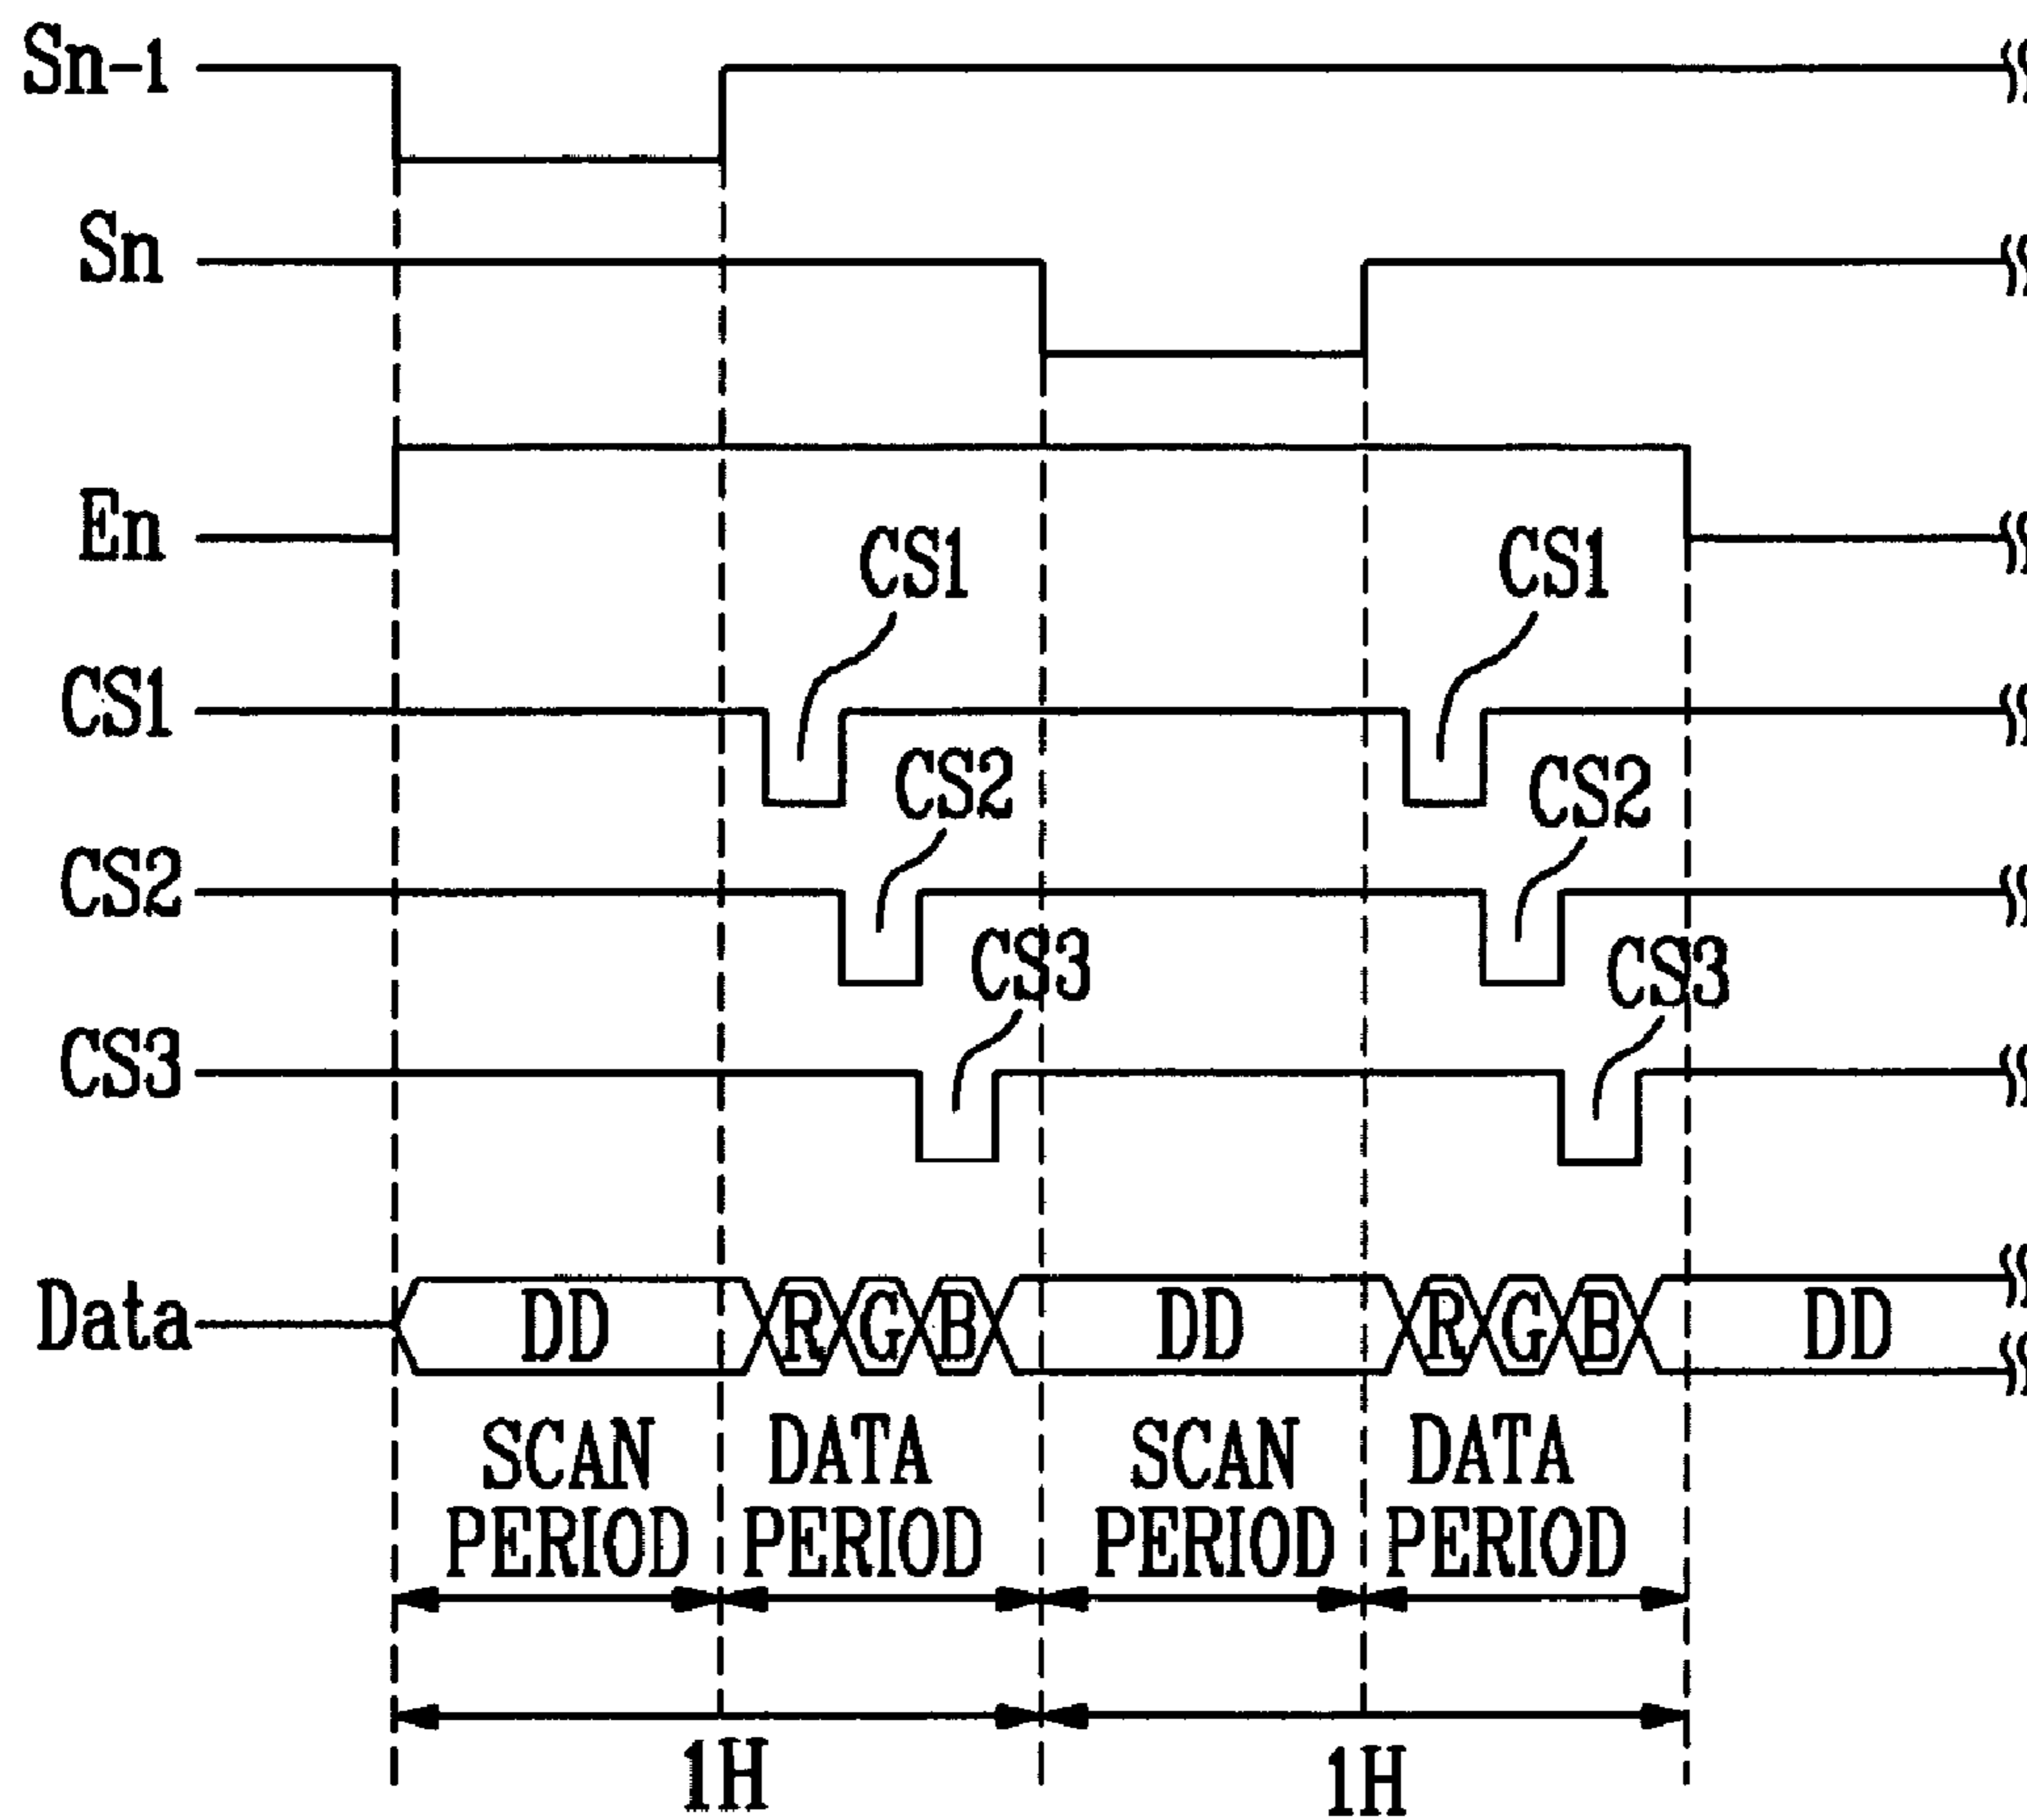 Sn-1
Sn
En
CS1
CS1
CS1
CS2
CS2
CS2
CS3
CS3
CS3
Data
DD
R
G
B
DD
R
G
B
DD
SCAN
PERIOD
DATA
PERIOD
SCAN
PERIOD
DATA
PERIOD
1H
1H